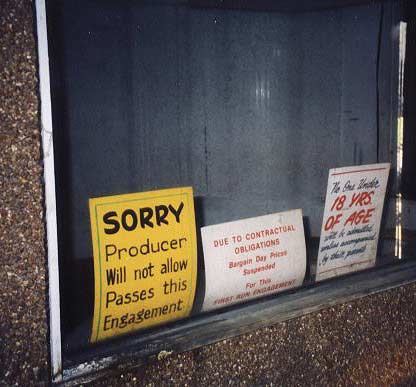 SORRY
Producer
Will not allow
Passes this
Engagement.
DUE TO CONTRACTUAL
OBLIGATIONS
Bargain Day Prices
Suspended
For This
FIRST RUN ENGAGEMENT
No One Under
18 YRS
OF AGE
will be admitted
unless accompanied
by their parents